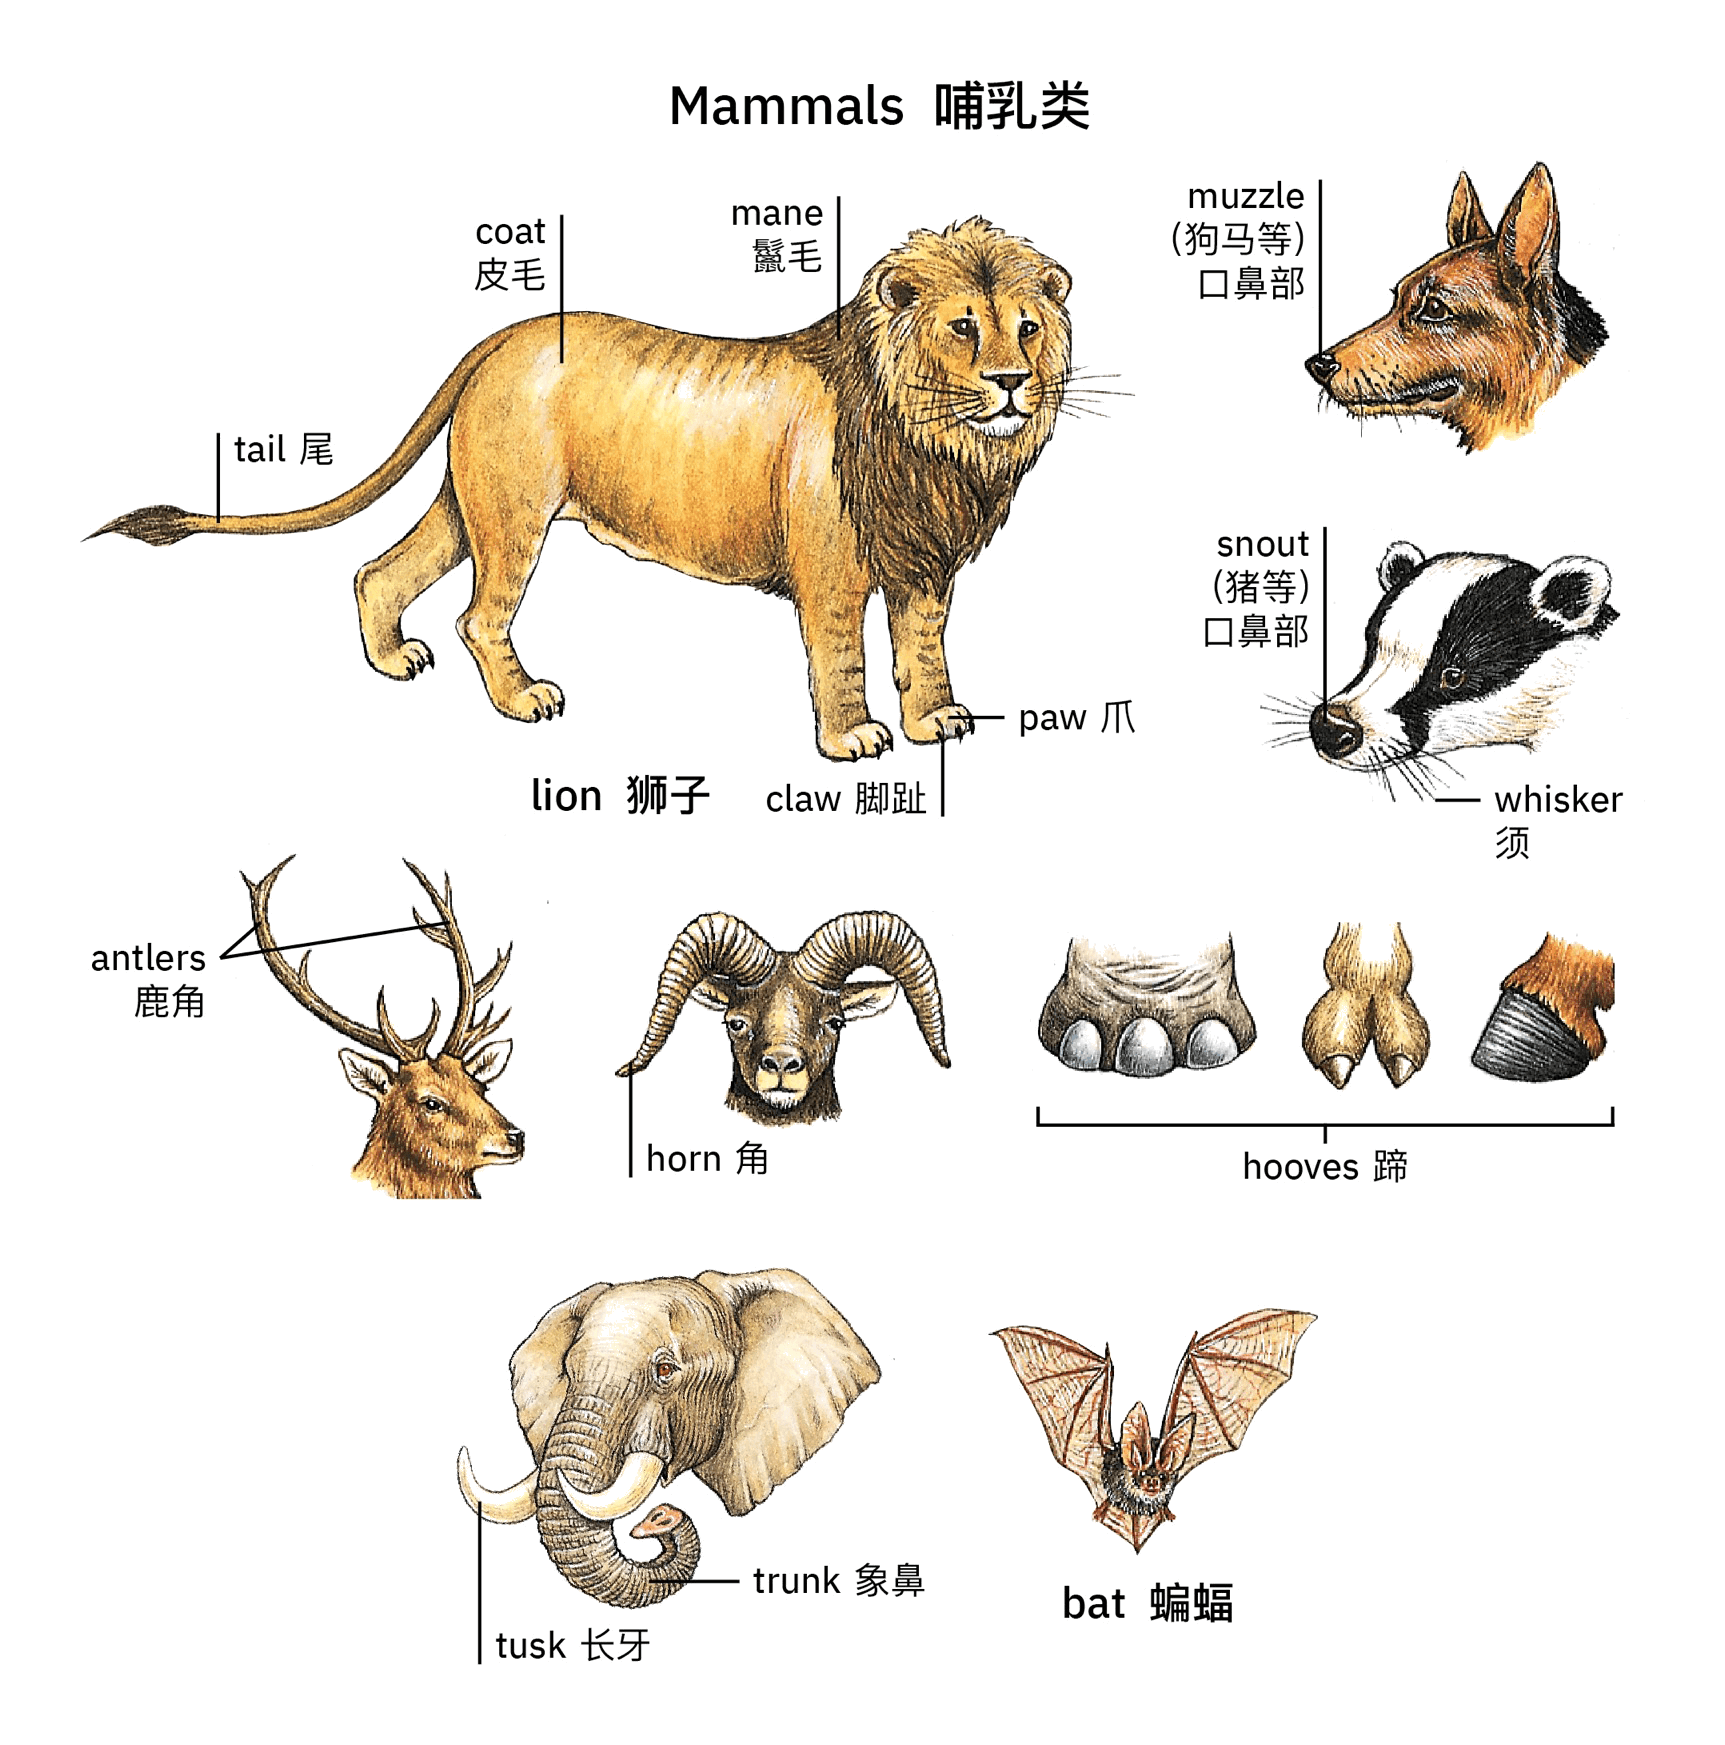 Mammals 哺乳类
coat
皮毛
mane
鬣毛
muzzle
(狗马等)
口鼻部
tail 尾
snout
(猪等)
口鼻部
paw 爪
lion 狮子
claw 脚趾
whisker
须
antlers
鹿角
horn 角
hooves 蹄
trunk 象鼻
tusk 长牙
bat 蝙蝠